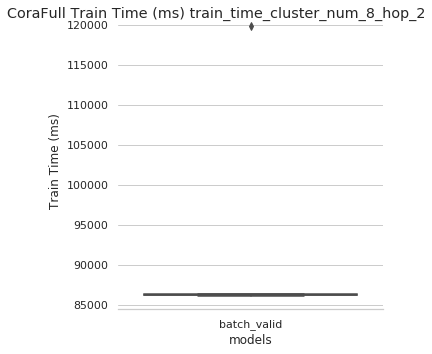 CoraFull Train Time (ms) train_time_cluster_num_8_hop_2
120000
115000
110000
105000
100000
95000
90000
85000
Train Time (ms)
batch_valid
models